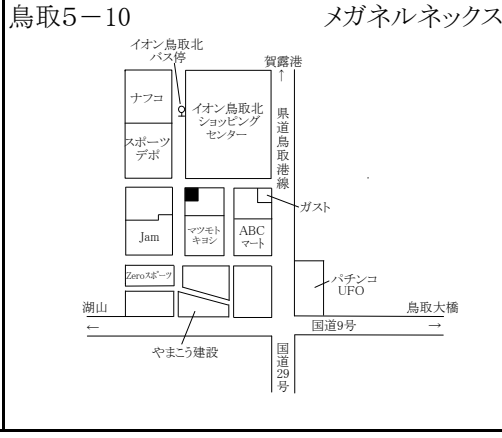 鳥取5－10
メガネルネックス
イオン鳥取北
バス停
賀露港
↑
ナフコ
イオン鳥取北
ショッピング
センター
県道鳥取港線
スポーツ
デポ
ガスト
Jam
マツモト
キヨシ
ABC
マート
Zeroスポーツ
パチンコ
UFO
湖山
←
鳥取大橋
→
国道9号
やまこう建設
国道29号